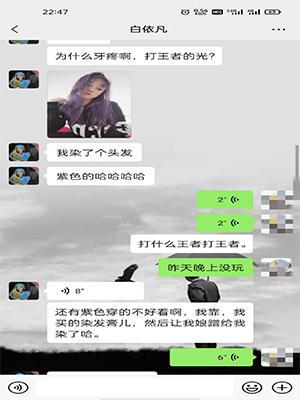 22:47
白依凡
为什么牙疼啊，打王者的光？
我染了个头发
紫色的哈哈哈哈
2"
2"
打什么王者打王者。
昨天晚上没玩
8"
还有紫色穿的不好看啊，我靠，我
买的染发膏儿，然后让我娘蹭给我
染了哈。
6"